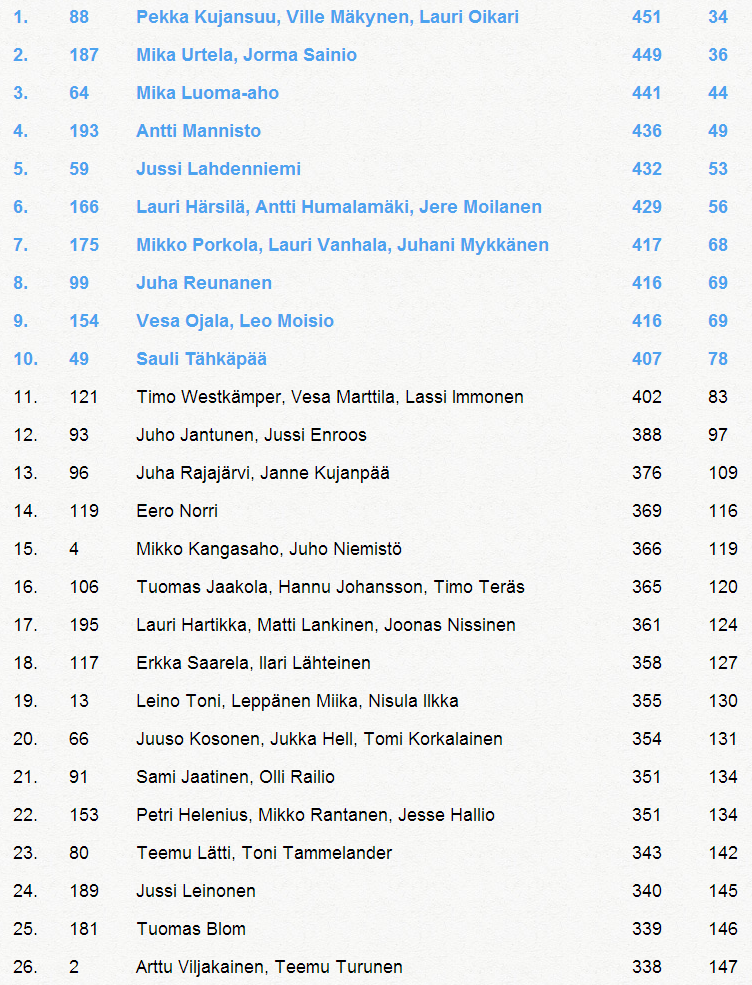 1. 88 Pekka Kujansuu, Ville Mäkynen, Lauri Oikari 451 34
2. 187 Mika Urtela, Jorma Sainio 449 36
3. 64 Mika Luoma-aho 441 44
4. 193 Antti Mannisto 436 49
5. 59 Jussi Lahdenniemi 432 53
6. 166 Lauri Härsilä, Antti Humalamäki, Jere Moilanen 429 56
7. 175 Mikko Porkola, Lauri Vanhala, Juhani Mykkänen 417 68
8. 99 Juha Reunanen 416 69
9. 154 Vesa Ojala, Leo Moisio 416 69
10. 49 Sauli Tähkäpää 407 78
11. 121 Timo Westkämper, Vesa Marttila, Lassi Immonen 402 83
12. 93 Juho Jantunen, Jussi Enroos 388 97
13. 96 Juha Rajajärvi, Janne Kujanpää 376 109
14. 119 Eero Norri 369 116
15. 4 Mikko Kangasaho, Juho Niemistö 366 119
16. 106 Tuomas Jaakola, Hannu Johansson, Timo Teräs 365 120
17. 195 Lauri Hartikka, Matti Lankinen, Joonas Nissinen 361 124
18. 117 Erkka Saarela, Ilari Lähteinen 358 127
19. 13 Leino Toni, Leppänen Miika, Nisula Ilkka 355 130
20. 66 Juuso Kosonen, Jukka Hell, Tomi Korkalainen 354 131
21. 91 Sami Jaatinen, Olli Railio 351 134
22. 153 Petri Helenius, Mikko Rantanen, Jesse Hallio 351 134
23. 80 Teemu Lätti, Toni Tammelander 343 142
24. 189 Jussi Leinonen 340 145
25. 181 Tuomas Blom 339 146
26. 2 Arttu Viljakainen, Teemu Turunen 338 147